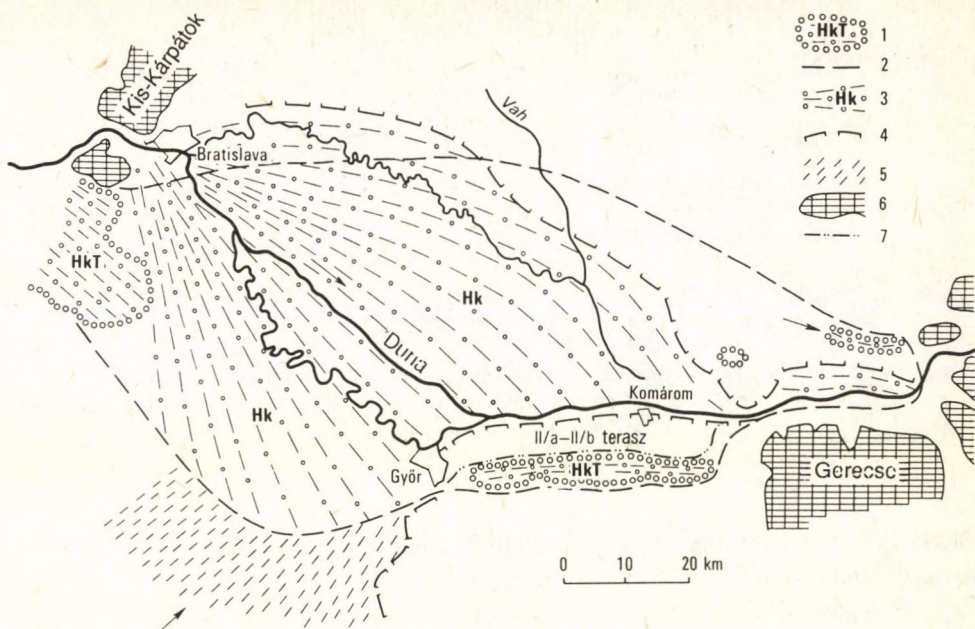 HkT 1
2
Hk 3
4
5
6
7
Kis-Kárpátok
Bratislava
Vah
HkT
Hk
Duna
Hk
Komárom
II/a–II/b terasz
Győr
HkT
Gerecse
0 10 20 km